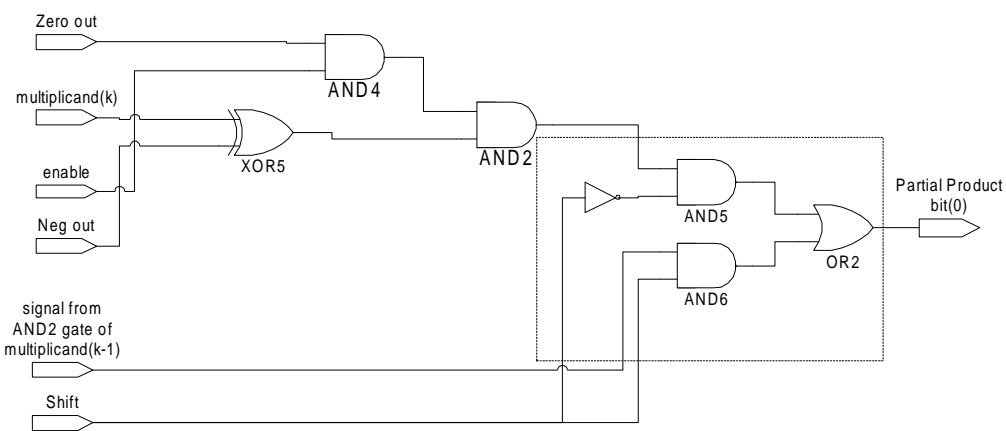 Zero out
AND4
multiplicand(k)
XOR5
AND2
enable
Neg out
AND5
Partial Product
bit(0)
OR2
AND6
signal from
AND2 gate of
multiplicand(k-1)
Shift